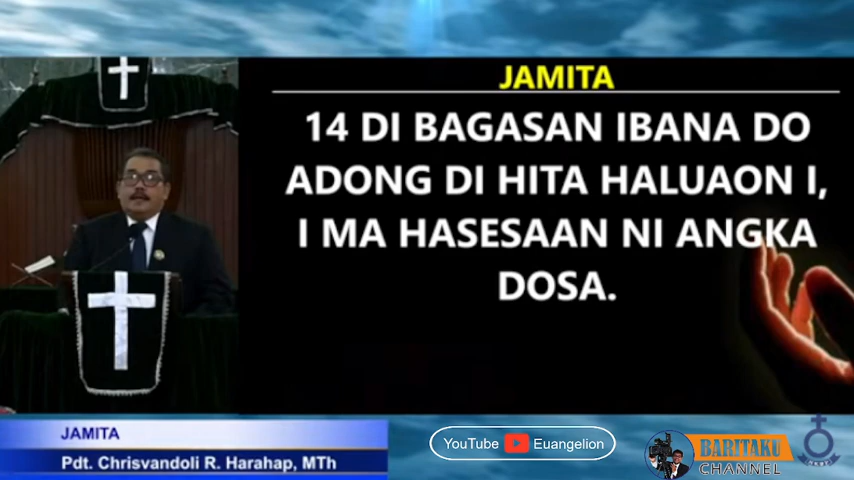 JAMITA
14 DI BAGASAN IBANA DO
ADONG DI HITA HALUAON I,
I MA HASESAAN NI ANGKA
DOSA.
JAMITA
Pdt. Chrisvandoli R. Harahap, MTh
YouTube Euangelion
BARITAKU
CHANNEL